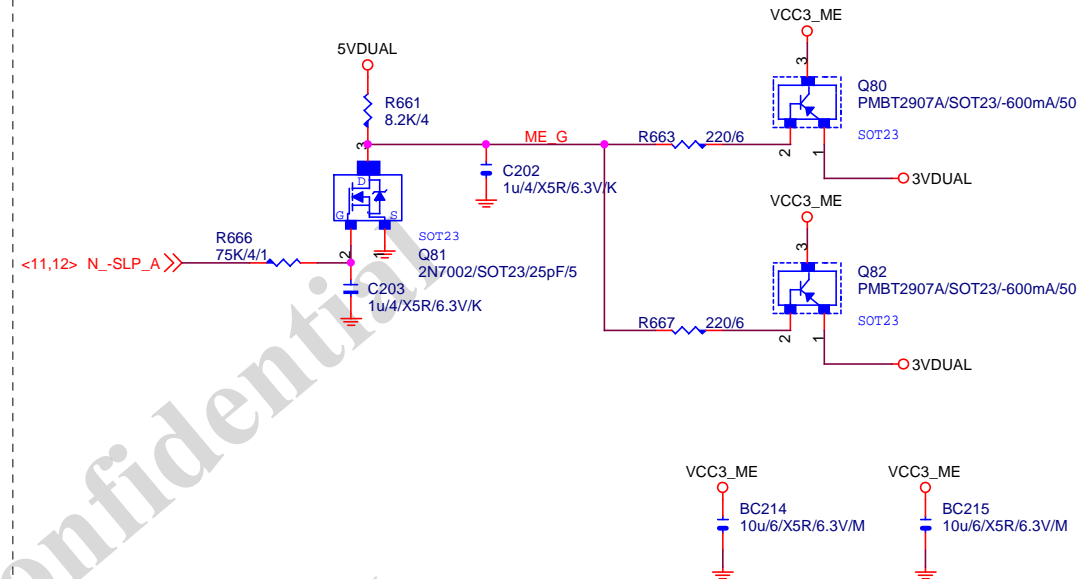 VCC3_ME
3
Q80
PMBT2907A/SOT23/-600mA/50
SOT23
2
1
3VDUAL
5VDUAL
R661
8.2K/4
3
ME_G
R663
220/6
C202
1u/4/X5R/6.3V/K
D
G
S
SOT23
Q81
2N7002/SOT23/25pF/5
2
1
<11,12> N_-SLP_A
R666
75K/4/1
C203
1u/4/X5R/6.3V/K
VCC3_ME
3
Q82
PMBT2907A/SOT23/-600mA/50
SOT23
R667
220/6
2
1
3VDUAL
VCC3_ME
BC214
10u/6/X5R/6.3V/M
VCC3_ME
BC215
10u/6/X5R/6.3V/M
onfidential